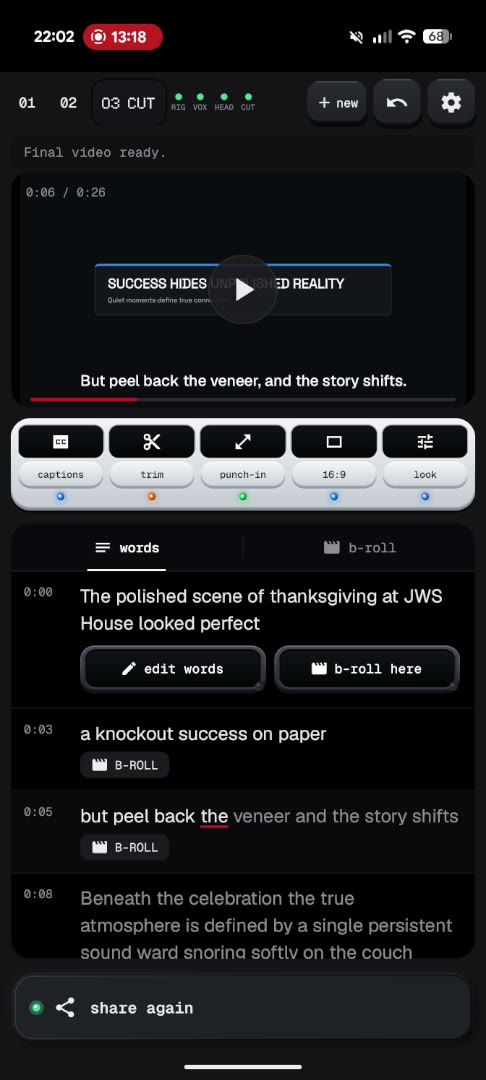 22:02 13:18 68
01 02 03 CUT RIG VOX HEAD CUT + new
Final video ready.
0:06 / 0:26
SUCCESS HIDES UNPOLISHED REALITY
Quiet moments define true
But peel back the veneer, and the story shifts.
CC
captions trim punch-in 16:9 look
words b-roll
0:00 The polished scene of thanksgiving at JWS
House looked perfect
edit words b-roll here
0:03 a knockout success on paper
B-ROLL
0:05 but peel back the veneer and the story shifts
B-ROLL
0:08 Beneath the celebration the true
atmosphere is defined by a single persistent
sound ward snoring softly on the couch
share again